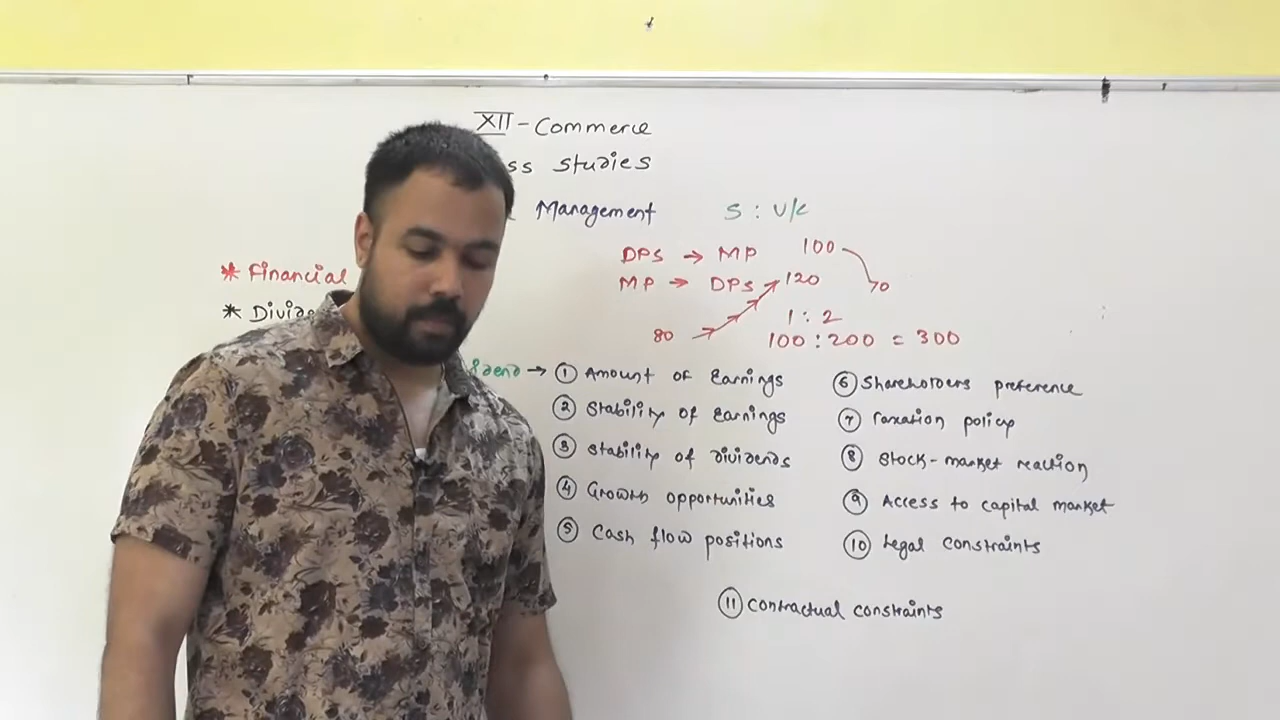 XII - Commerce
ss studies
Management S : U/C
DPS → MP 100
* Financial MP → DPS 120 70
* Divide 1 : 2
80 100 : 200 = 300
→ ① Amount of Earnings ⑥ Shareholders preference
② Stability of Earnings ⑦ Taxation policy
③ Stability of Dividends ⑧ Stock-market reaction
④ Growth opportunities ⑨ Access to capital market
⑤ Cash flow positions ⑩ Legal constraints
⑪ Contractual constraints